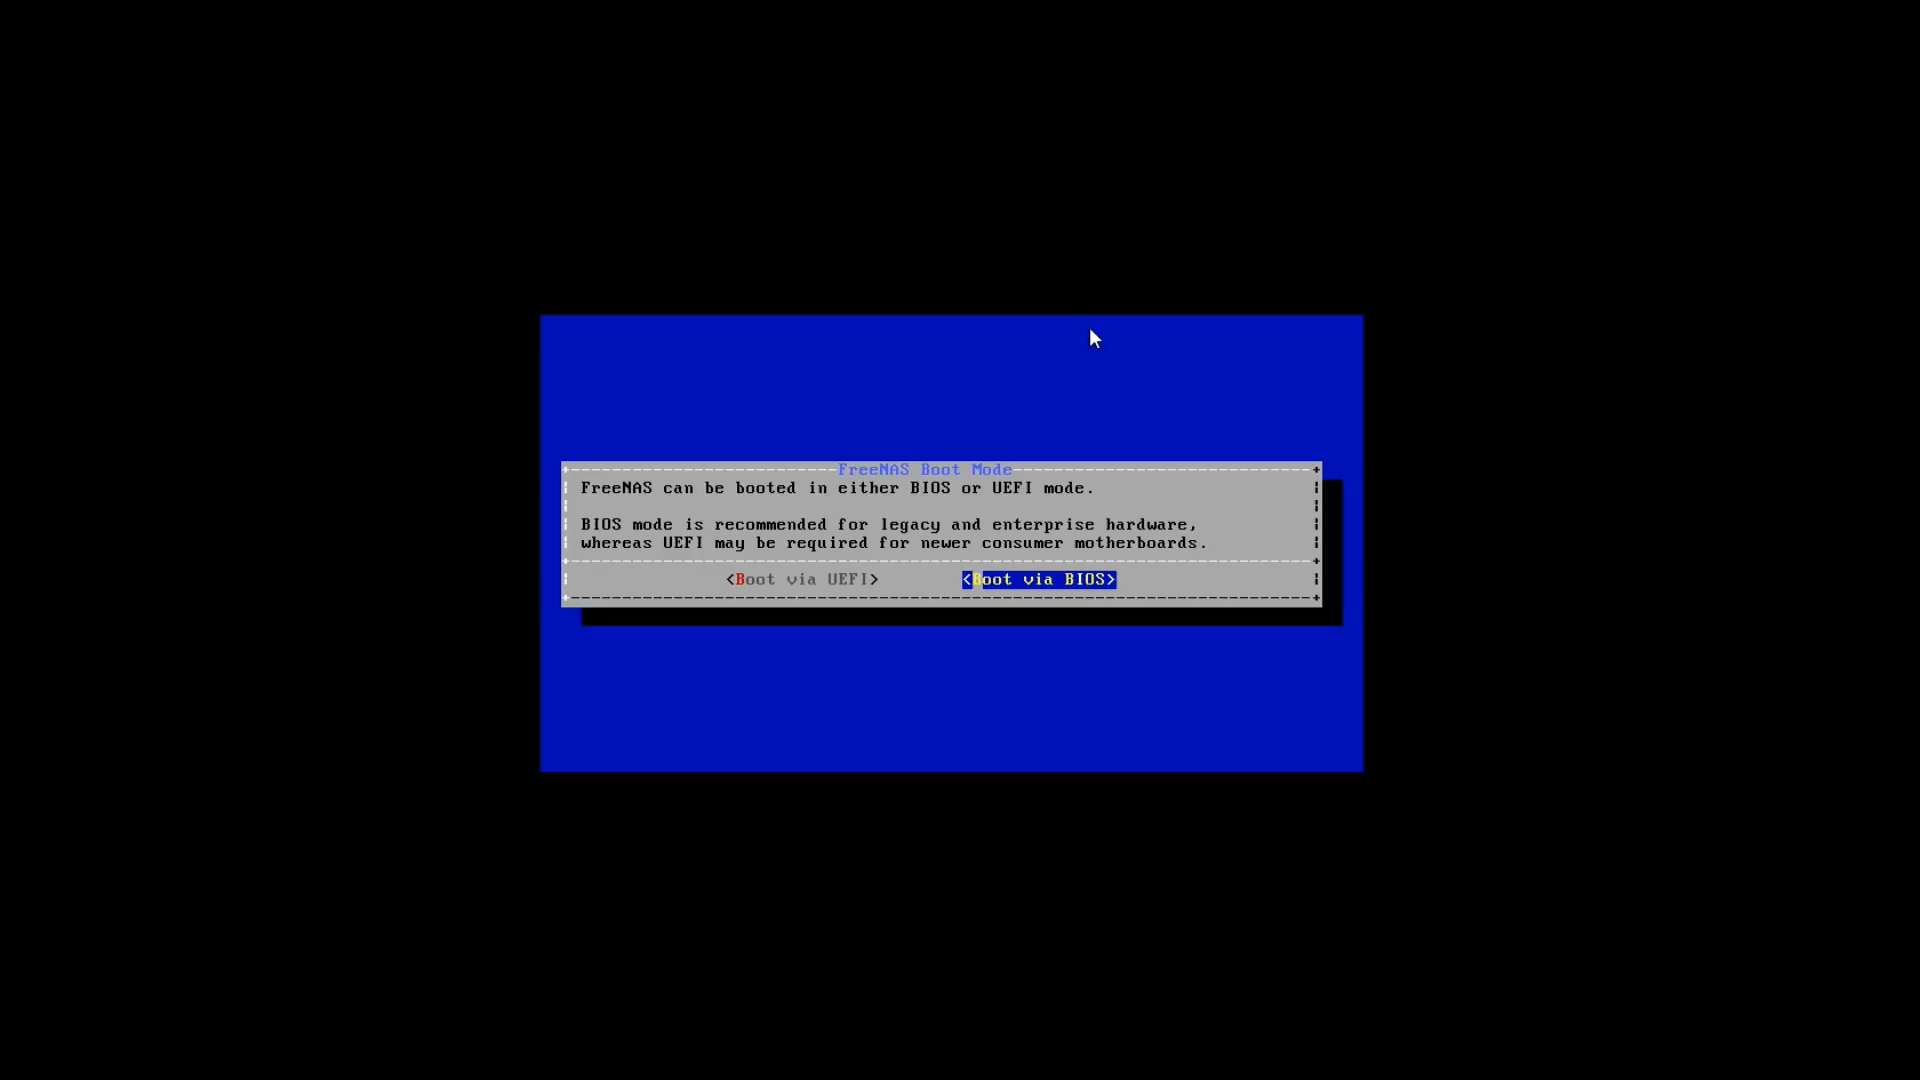 FreeNAS Boot Mode
FreeNAS can be booted in either BIOS or UEFI mode.
BIOS mode is recommended for legacy and enterprise hardware,
whereas UEFI may be required for newer consumer motherboards.
<Boot via UEFI> <Boot via BIOS>